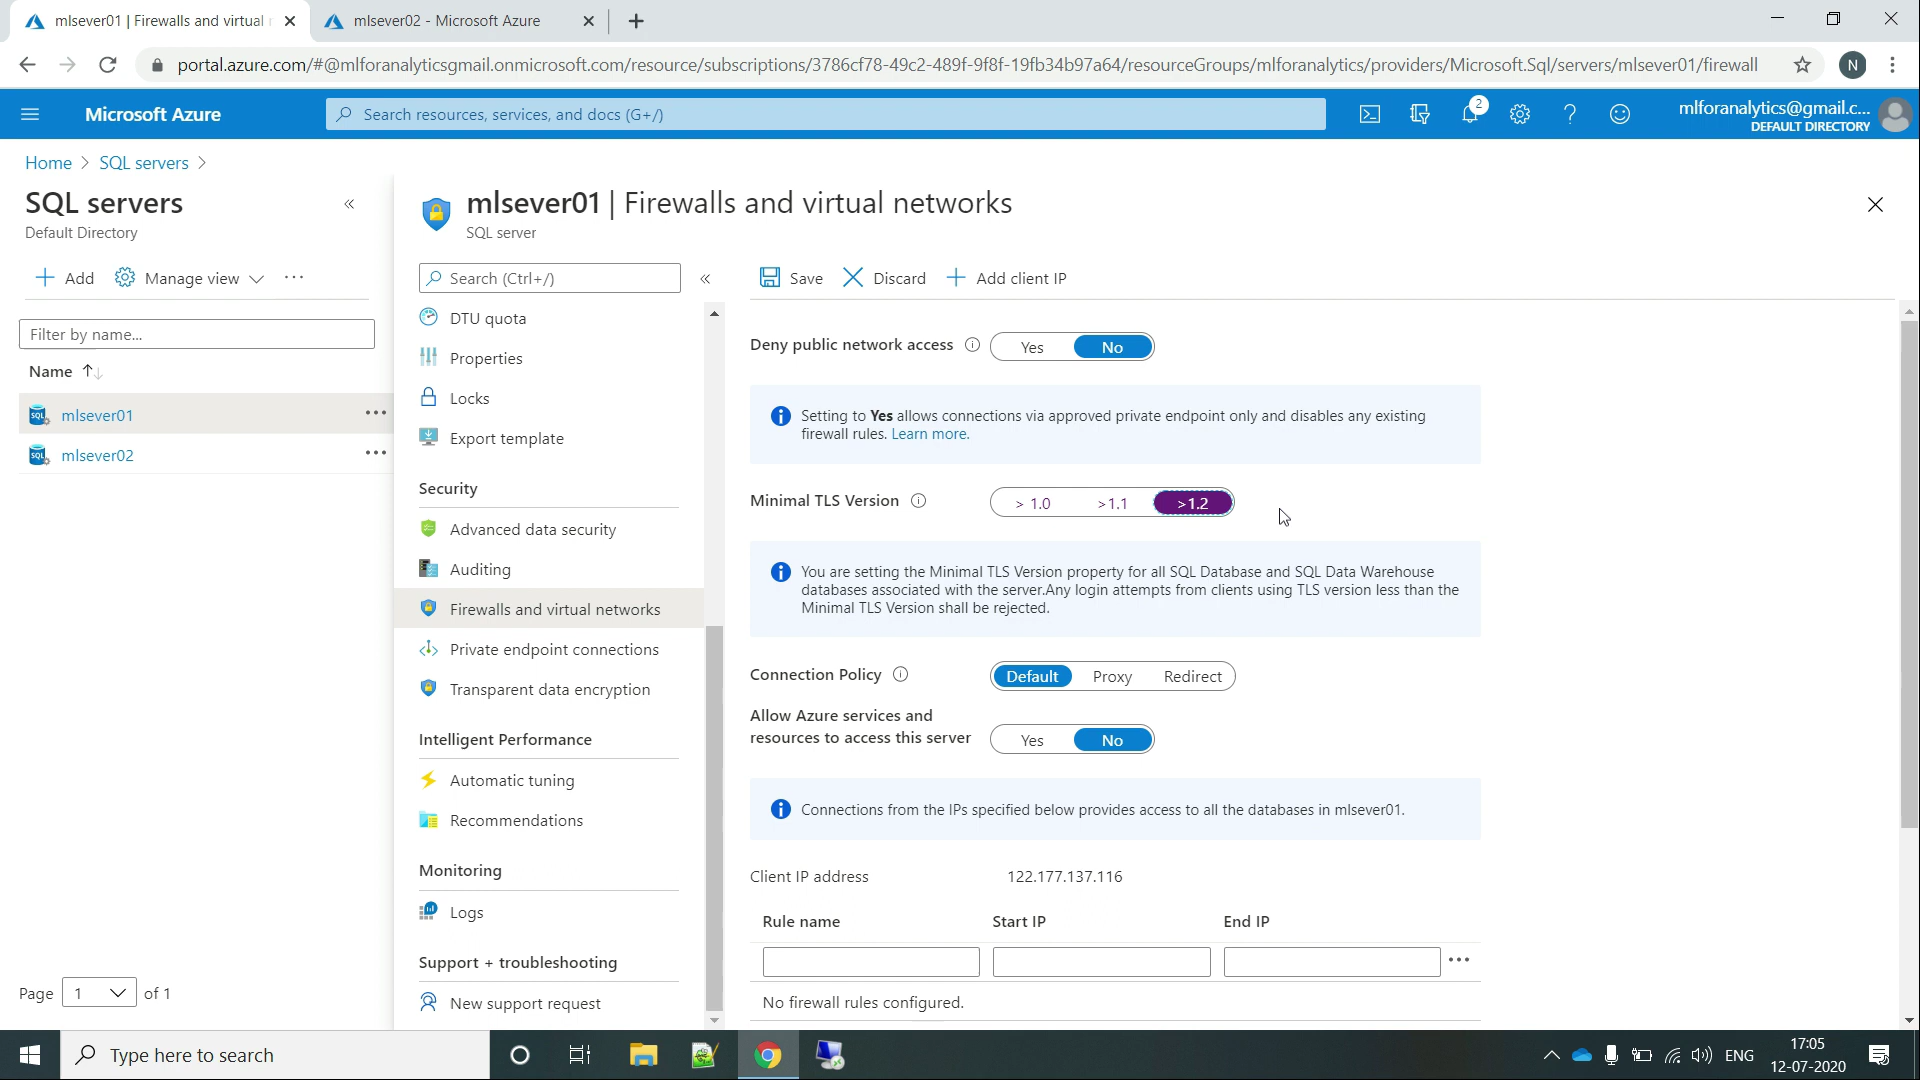 mlsever01 | Firewalls and virtual
mlsever02 - Microsoft Azure
portal.azure.com/#@mlforanalyticsgmail.onmicrosoft.com/resource/subscriptions/3786cf78-49c2-489f-9f8f-19fb34b97a64/resourceGroups/mlforanalytics/providers/Microsoft.Sql/servers/mlsever01/firewall
N
Microsoft Azure
Search resources, services, and docs (G+/)
2
mlforanalytics@gmail.c...
DEFAULT DIRECTORY
Home > SQL servers >
SQL servers
Default Directory
mlsever01 | Firewalls and virtual networks
SQL server
Add
Manage view
Search (Ctrl+/)
Save
Discard
Add client IP
Filter by name...
Name
mlsever01
mlsever02
Page 1 of 1
DTU quota
Properties
Locks
Export template
Security
Advanced data security
Auditing
Firewalls and virtual networks
Private endpoint connections
Transparent data encryption
Intelligent Performance
Automatic tuning
Recommendations
Monitoring
Logs
Support + troubleshooting
New support request
Deny public network access
Yes No
Setting to Yes allows connections via approved private endpoint only and disables any existing
firewall rules. Learn more.
Minimal TLS Version
> 1.0 >1.1 >1.2
You are setting the Minimal TLS Version property for all SQL Database and SQL Data Warehouse
databases associated with the server.Any login attempts from clients using TLS version less than the
Minimal TLS Version shall be rejected.
Connection Policy
Default Proxy Redirect
Allow Azure services and
resources to access this server
Yes No
Connections from the IPs specified below provides access to all the databases in mlsever01.
Client IP address 122.177.137.116
Rule name Start IP End IP
No firewall rules configured.
Type here to search
ENG
17:05
12-07-2020